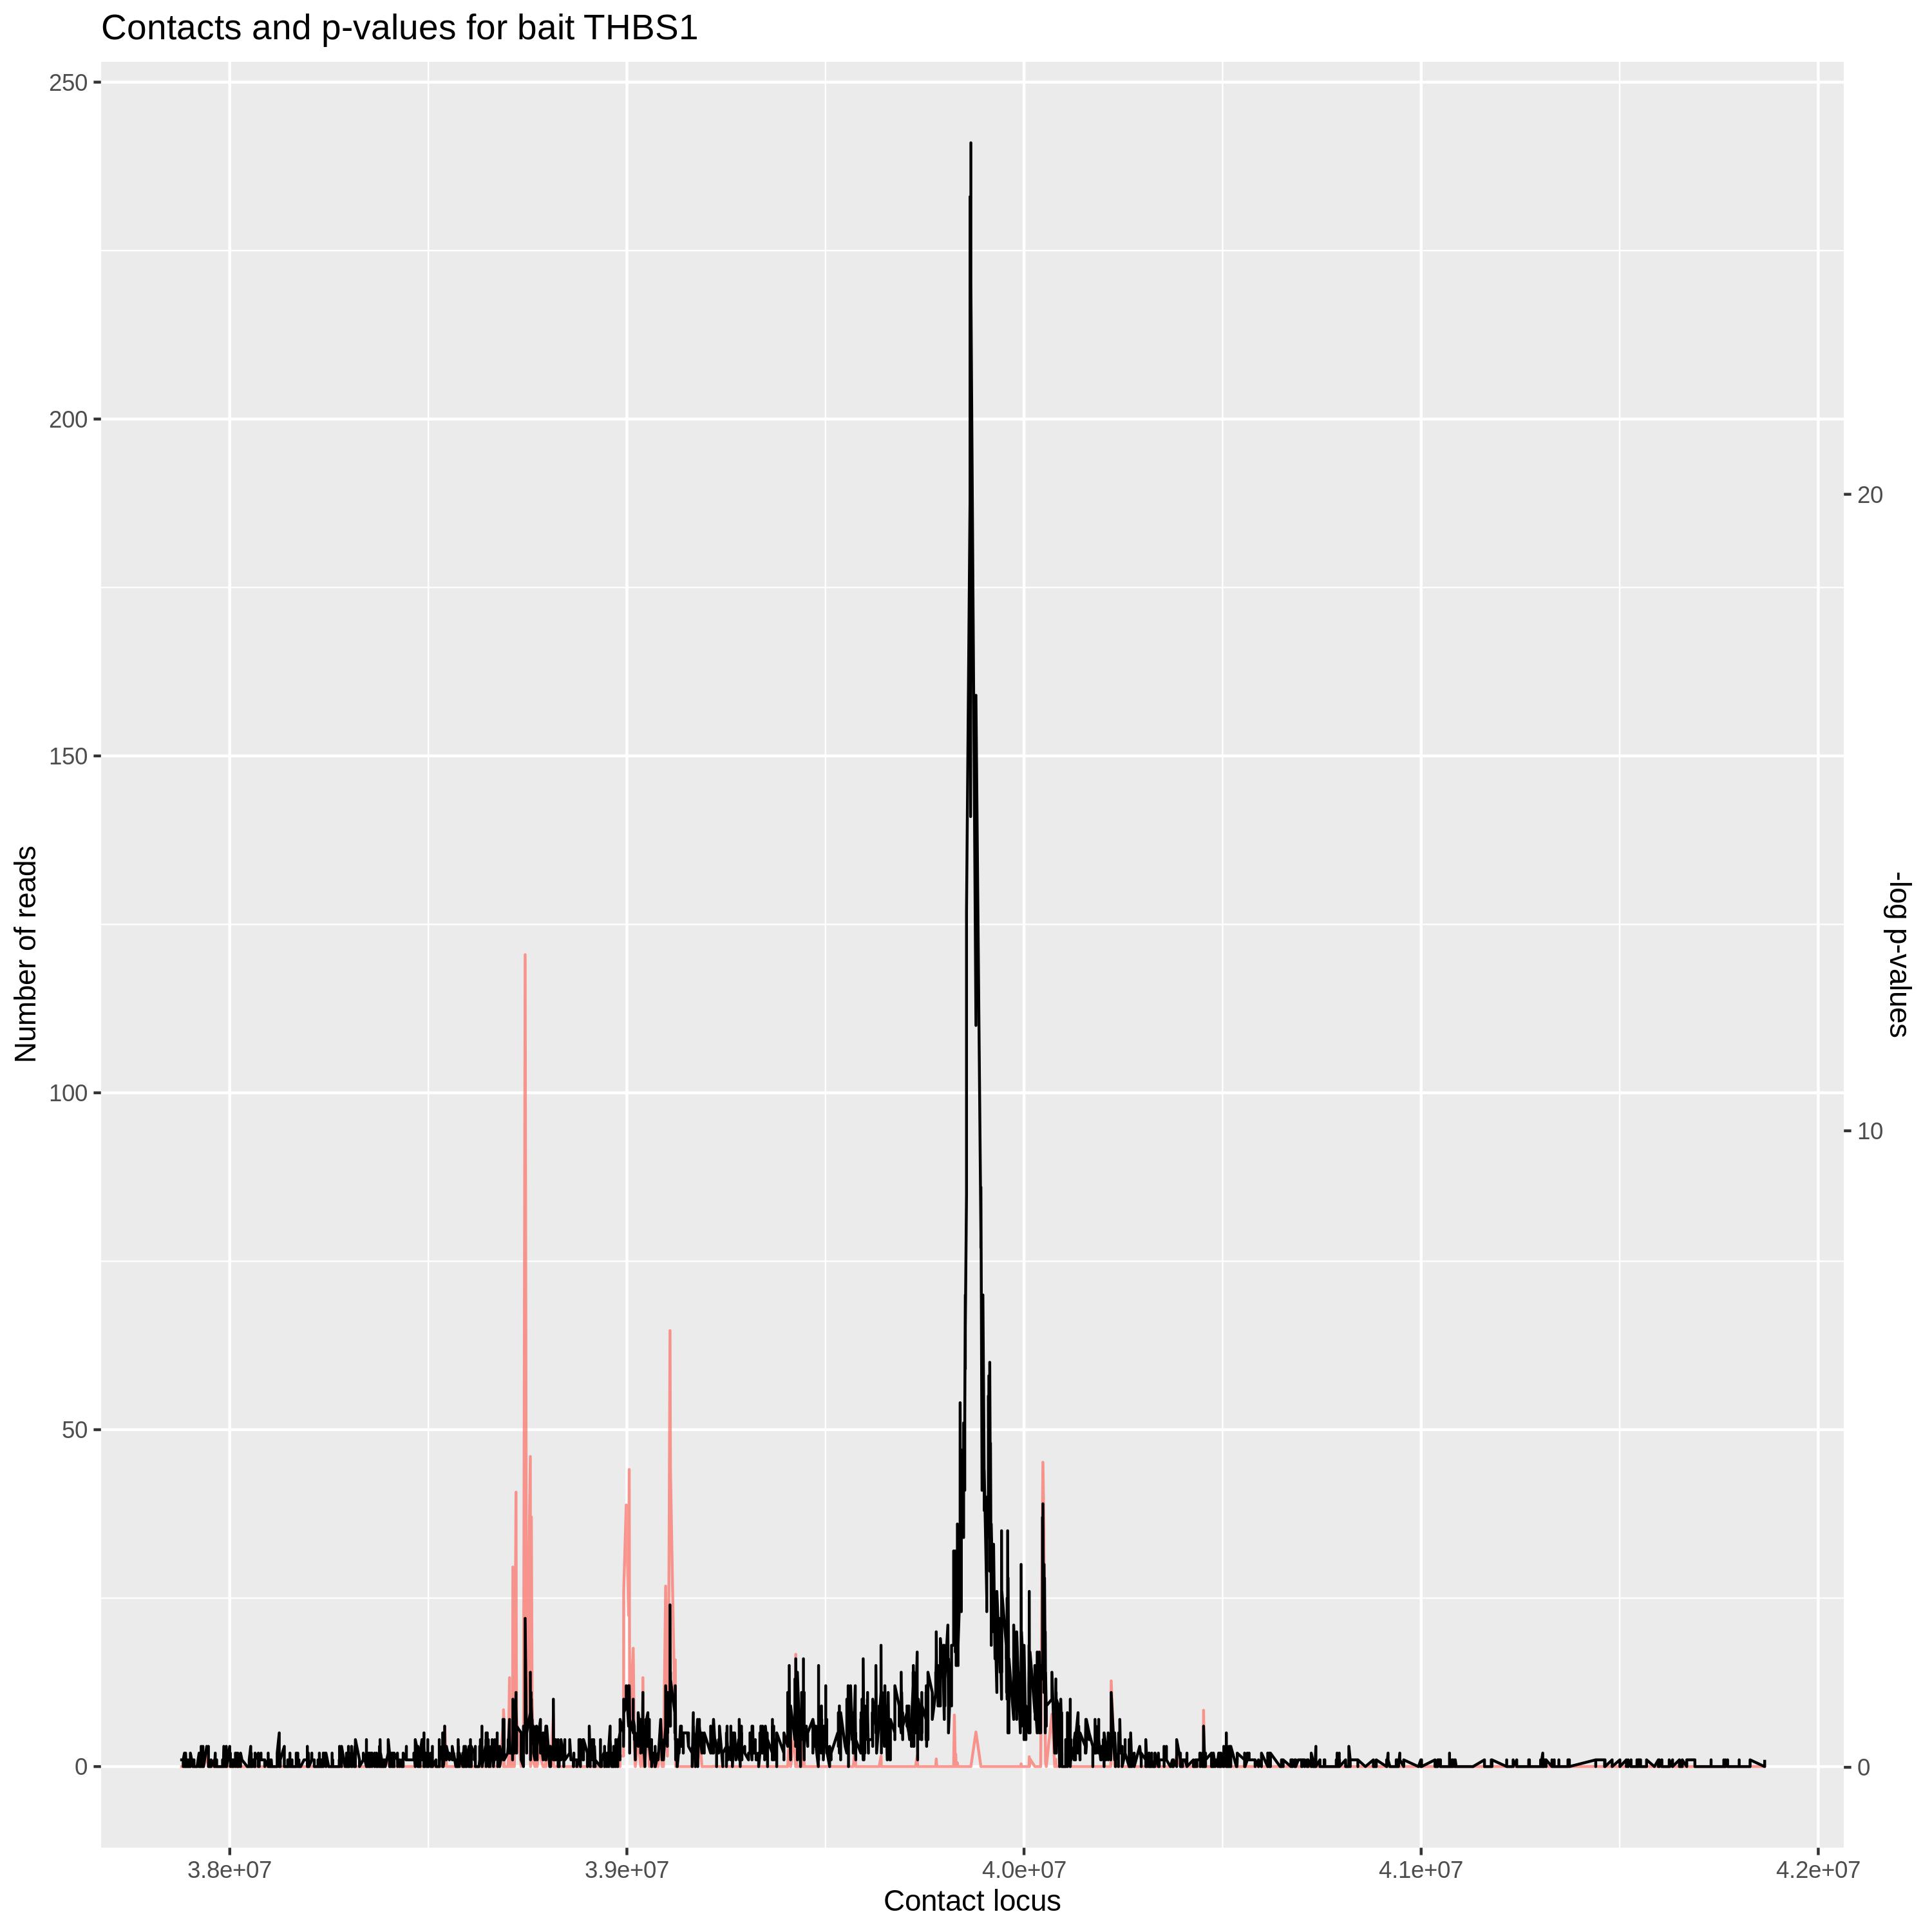 Contacts and p-values for bait THBS1
250
200
150
100
50
0
Number of reads
20
10
0
-log p-values
3.8e+07
3.9e+07
4.0e+07
4.1e+07
4.2e+07
Contact locus